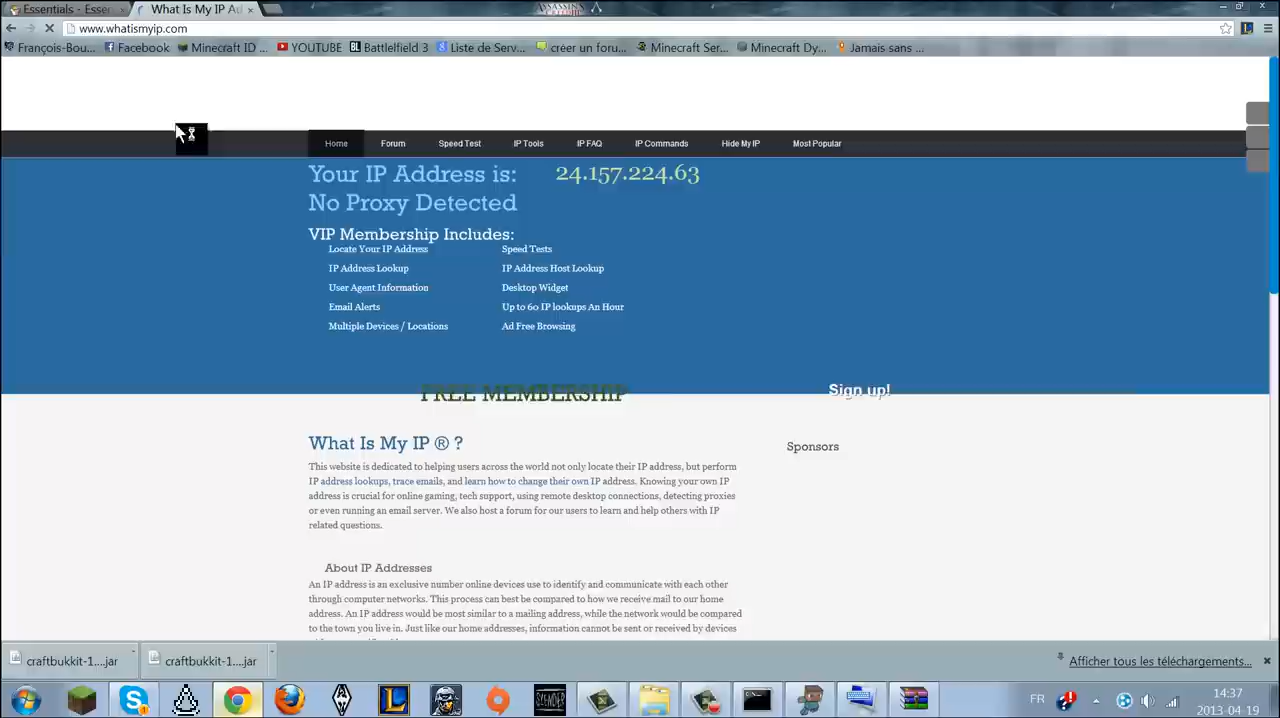 Essentials - Essen
What Is My IP Ad
www.whatismyip.com
François-Bou...
Facebook
Minecraft ID ...
YOUTUBE
Battlefield 3
Liste de Serv...
créer un foru...
Minecraft Ser...
Minecraft Dy...
Jamais sans ...
Home
Forum
Speed Test
IP Tools
IP FAQ
IP Commands
Hide My IP
Most Popular
Your IP Address is: 24.157.224.63
No Proxy Detected
VIP Membership Includes:
Locate Your IP Address
Speed Tests
IP Address Lookup
IP Address Host Lookup
User Agent Information
Desktop Widget
Email Alerts
Up to 60 IP lookups An Hour
Multiple Devices / Locations
Ad Free Browsing
FREE MEMBERSHIP
Sign up!
What Is My IP ® ?
Sponsors
This website is dedicated to helping users across the world not only locate their IP address, but perform
IP address lookups, trace emails, and learn how to change their own IP address. Knowing your own IP
address is crucial for online gaming, tech support, using remote desktop connections, detecting proxies
or even running an email server. We also host a forum for our users to learn and help others with IP
related questions.
About IP Addresses
An IP address is an exclusive number online devices use to identify and communicate with each other
through computer networks. This process can best be compared to how we receive mail to our home
address. An IP address would be most similar to a mailing address, while the network would be compared
to the town you live in. Just like our home addresses, information cannot be sent or received by devices
craftbukkit-1....jar
craftbukkit-1....jar
Afficher tous les téléchargements...
SLENDER
FR
14:37
2013-04-19